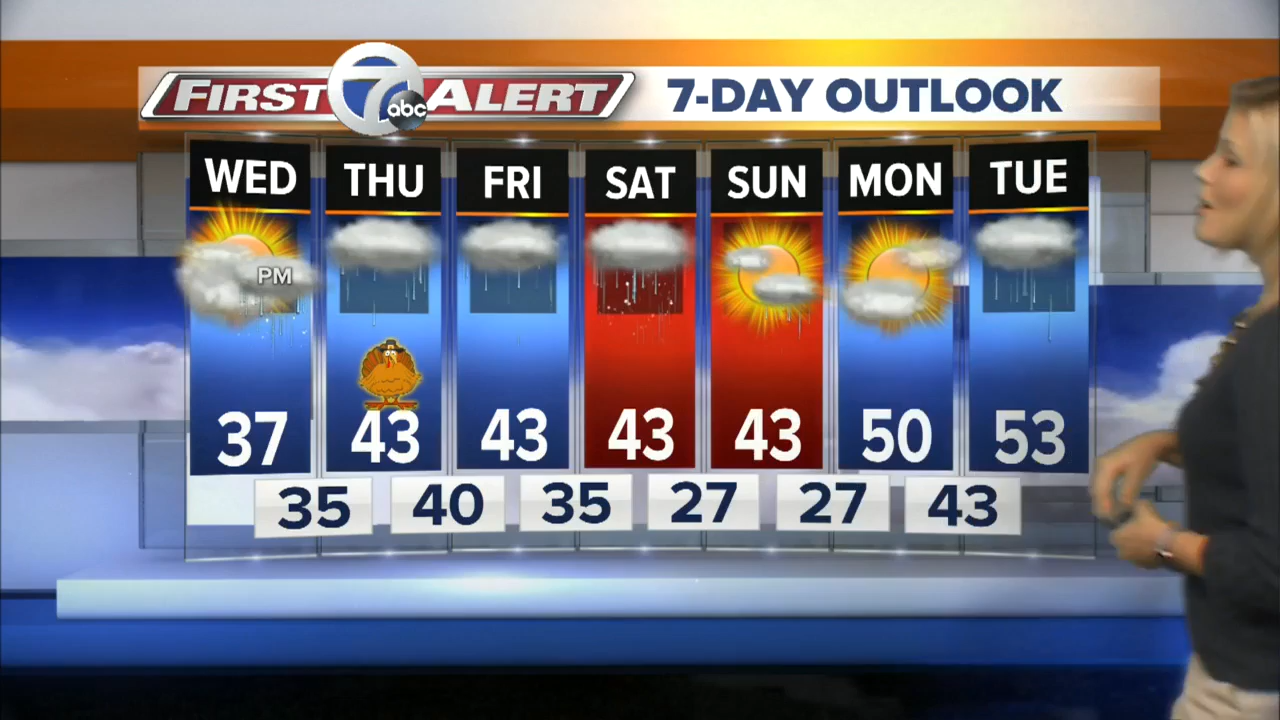 FIRST 7 abc ALERT 7-DAY OUTLOOK
WED THU FRI SAT SUN MON TUE
PM
37 43 43 43 43 50 53
35 40 35 27 27 43